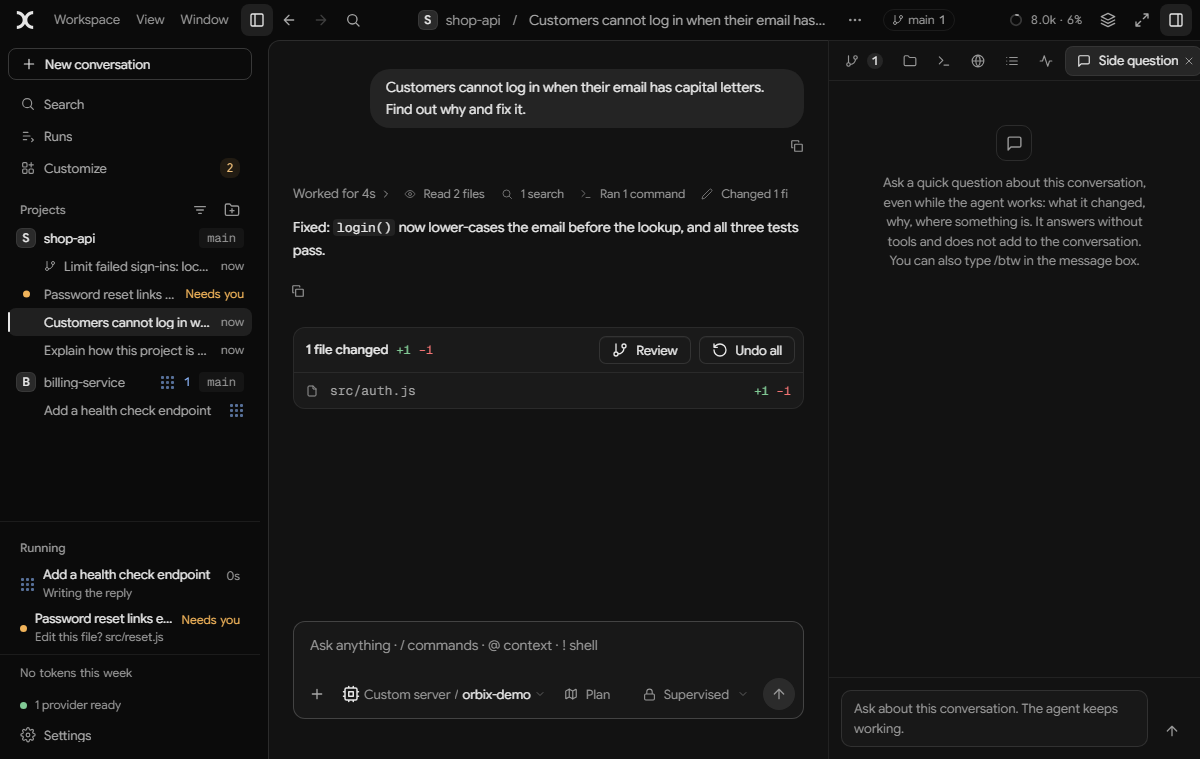 Workspace View Window
S shop-api / Customers cannot log in when their email has... main 1 8.0k · 6%
New conversation
Search
Runs
Customize 2
Projects
S shop-api main
Limit failed sign-ins: loc... now
Password reset links ... Needs you
Customers cannot log in w... now
Explain how this project is ... now
B billing-service 1 main
Add a health check endpoint
Running
Add a health check endpoint 0s
Writing the reply
Password reset links e... Needs you
Edit this file? src/reset.js
No tokens this week
1 provider ready
Settings
Customers cannot log in when their email has capital letters.
Find out why and fix it.
Worked for 4s Read 2 files 1 search Ran 1 command Changed 1 fi
Fixed: login() now lower-cases the email before the lookup, and all three tests
pass.
1 file changed +1 −1 Review Undo all
src/auth.js +1 −1
Ask anything · / commands · @ context · ! shell
Custom server / orbix-demo Plan Supervised
1 Side question
Ask a quick question about this conversation,
even while the agent works: what it changed,
why, where something is. It answers without
tools and does not add to the conversation.
You can also type /btw in the message box.
Ask about this conversation. The agent keeps
working.